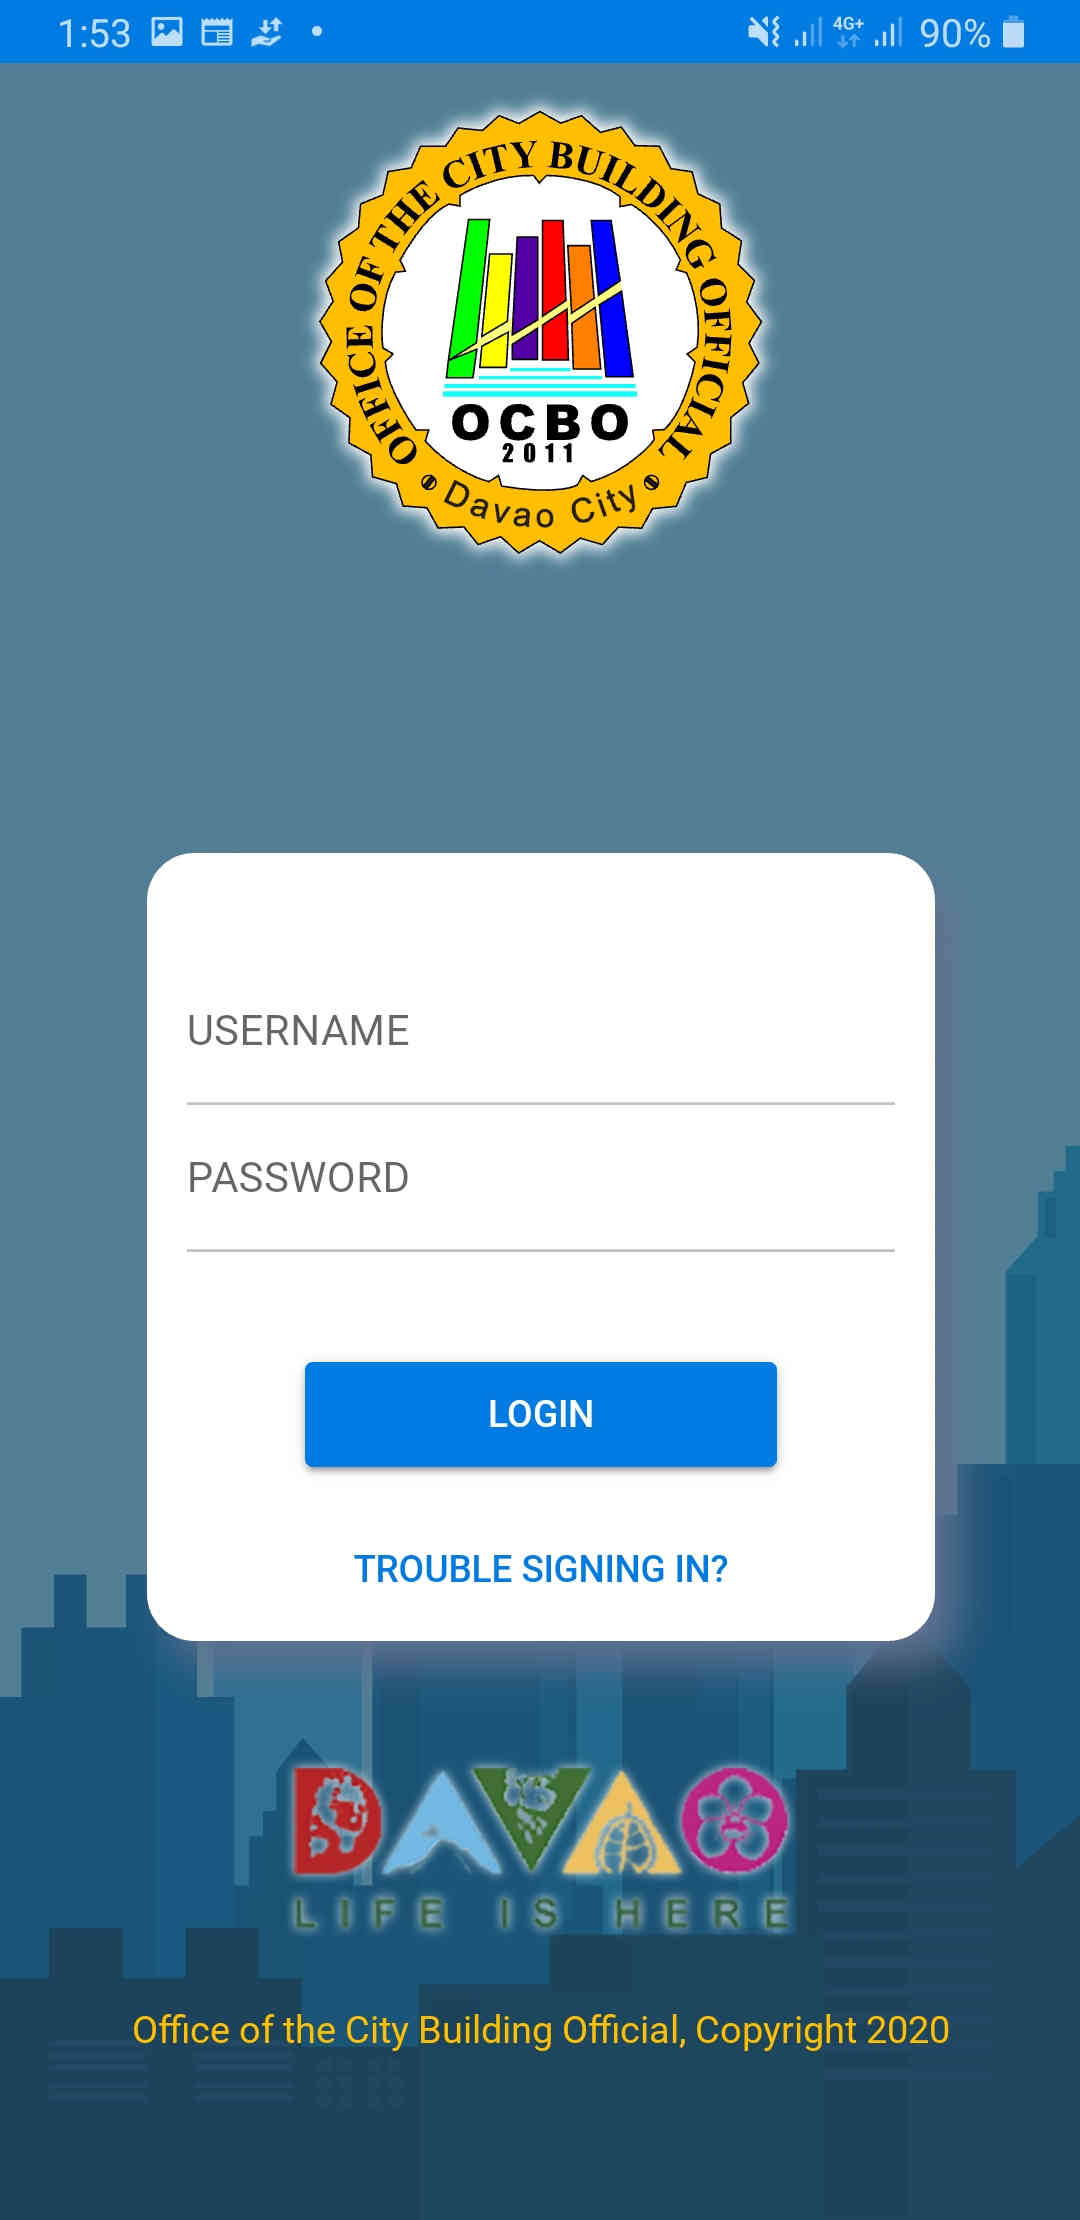 1:53 4G+ 90%
OFFICE OF THE CITY BUILDING OFFICIAL
OCBO
2011
Davao City
USERNAME
PASSWORD
LOGIN
TROUBLE SIGNING IN?
DAVAO
LIFE IS HERE
Office of the City Building Official, Copyright 2020